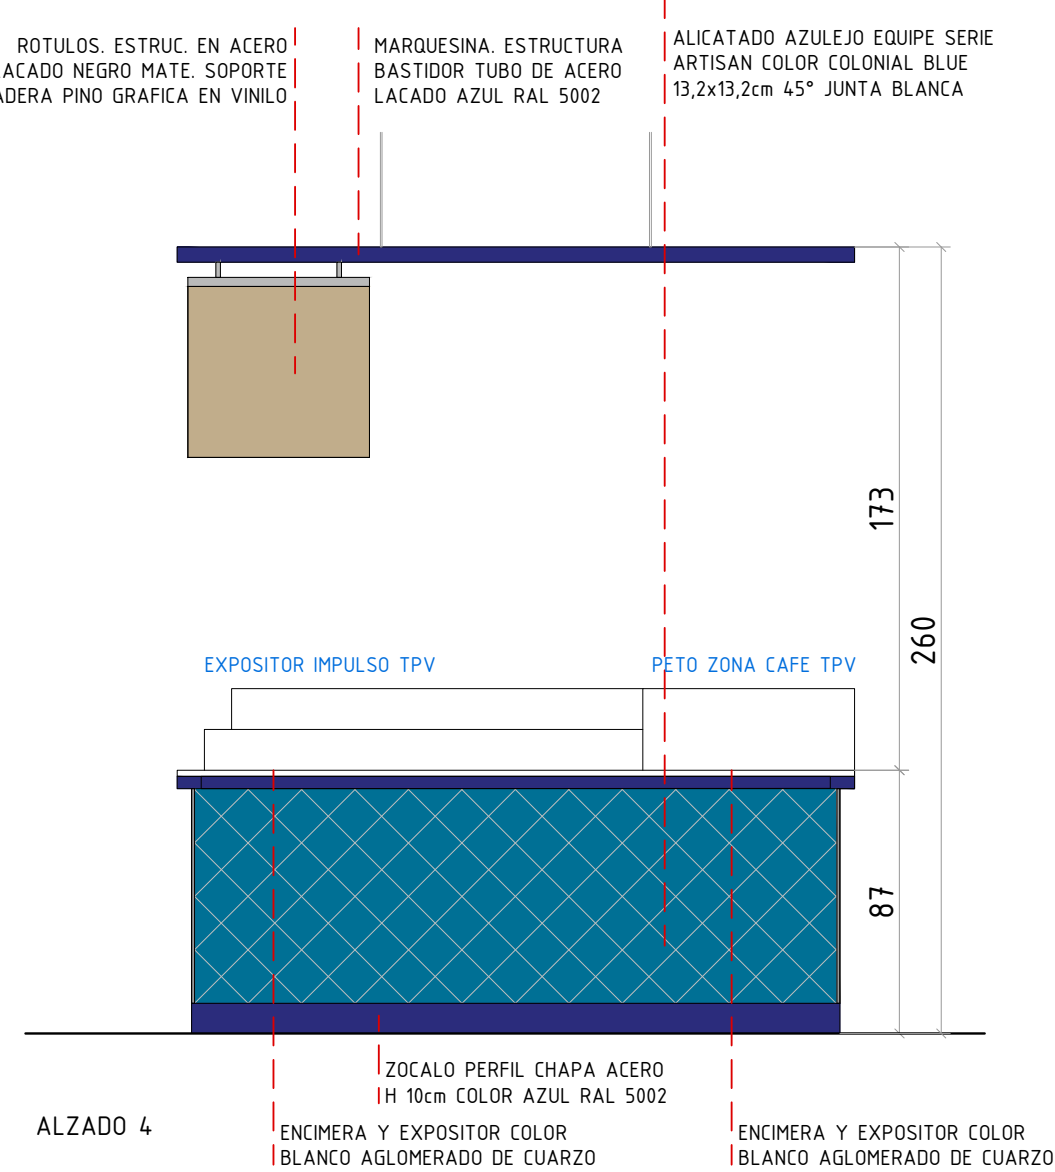 ROTULOS. ESTRUC. EN ACERO
LACADO NEGRO MATE. SOPORTE
MADERA PINO GRAFICA EN VINILO
MARQUESINA. ESTRUCTURA
BASTIDOR TUBO DE ACERO
LACADO AZUL RAL 5002
ALICATADO AZULEJO EQUIPE SERIE
ARTISAN COLOR COLONIAL BLUE
13,2x13,2cm 45° JUNTA BLANCA
173
260
EXPOSITOR IMPULSO TPV
PETO ZONA CAFE TPV
87
ZOCALO PERFIL CHAPA ACERO
H 10cm COLOR AZUL RAL 5002
ALZADO 4
ENCIMERA Y EXPOSITOR COLOR
BLANCO AGLOMERADO DE CUARZO
ENCIMERA Y EXPOSITOR COLOR
BLANCO AGLOMERADO DE CUARZO